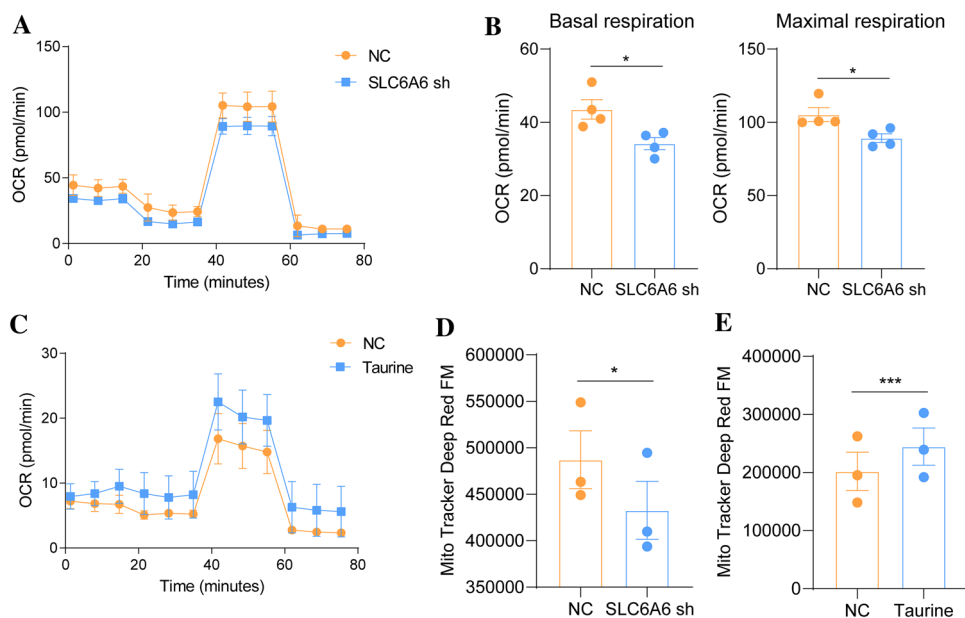 A
OCR (pmol/min)
150
100
50
0
0 20 40 60 80
Time (minutes)
NC
SLC6A6 sh
B
Basal respiration
OCR (pmol/min)
60
40
20
0
*
NC SLC6A6 sh
Maximal respiration
OCR (pmol/min)
150
100
50
0
*
NC SLC6A6 sh
C
OCR (pmol/min)
30
20
10
0
0 20 40 60 80
Time (minutes)
NC
Taurine
D
Mito Tracker Deep Red FM
600000
550000
500000
450000
400000
350000
*
NC SLC6A6 sh
E
Mito Tracker Deep Red FM
400000
300000
200000
100000
0
***
NC Taurine